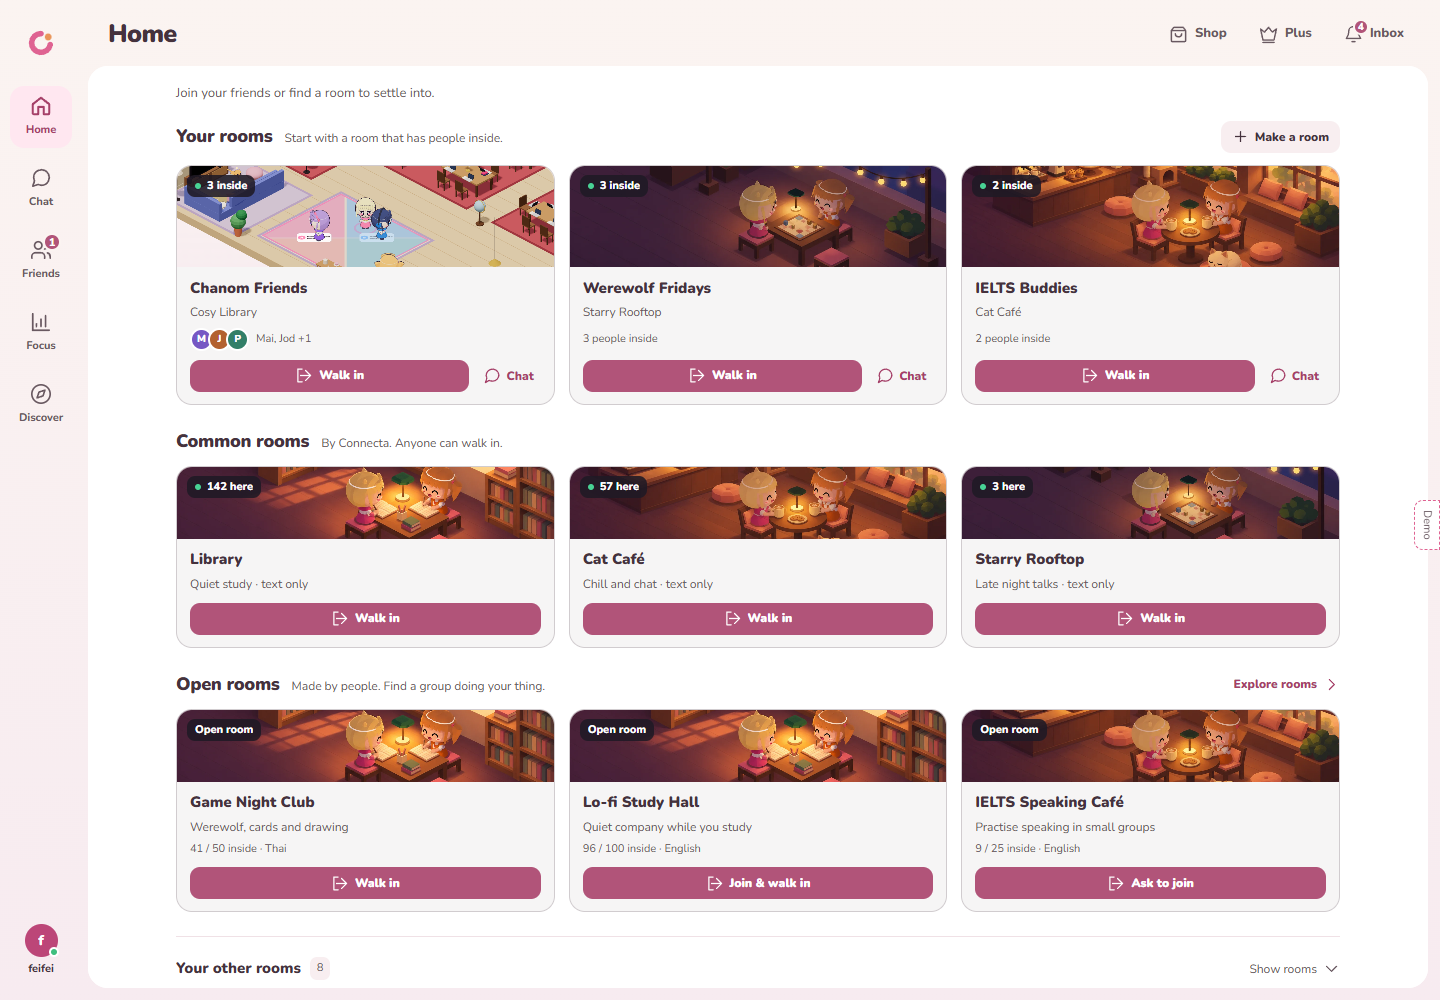 Home
Shop
Plus
4
Inbox
Home
Chat
1
Friends
Focus
Discover
f
feifei
Join your friends or find a room to settle into.
Your rooms Start with a room that has people inside.
Make a room
3 inside
Chanom Friends
Cosy Library
M J P Mai, Jod +1
Walk in
Chat
3 inside
Werewolf Fridays
Starry Rooftop
3 people inside
Walk in
Chat
2 inside
IELTS Buddies
Cat Café
2 people inside
Walk in
Chat
Common rooms By Connecta. Anyone can walk in.
142 here
Library
Quiet study · text only
Walk in
57 here
Cat Café
Chill and chat · text only
Walk in
3 here
Starry Rooftop
Late night talks · text only
Walk in
Demo
Open rooms Made by people. Find a group doing your thing.
Explore rooms
Open room
Game Night Club
Werewolf, cards and drawing
41 / 50 inside · Thai
Walk in
Open room
Lo-fi Study Hall
Quiet company while you study
96 / 100 inside · English
Join & walk in
Open room
IELTS Speaking Café
Practise speaking in small groups
9 / 25 inside · English
Ask to join
Your other rooms 8
Show rooms